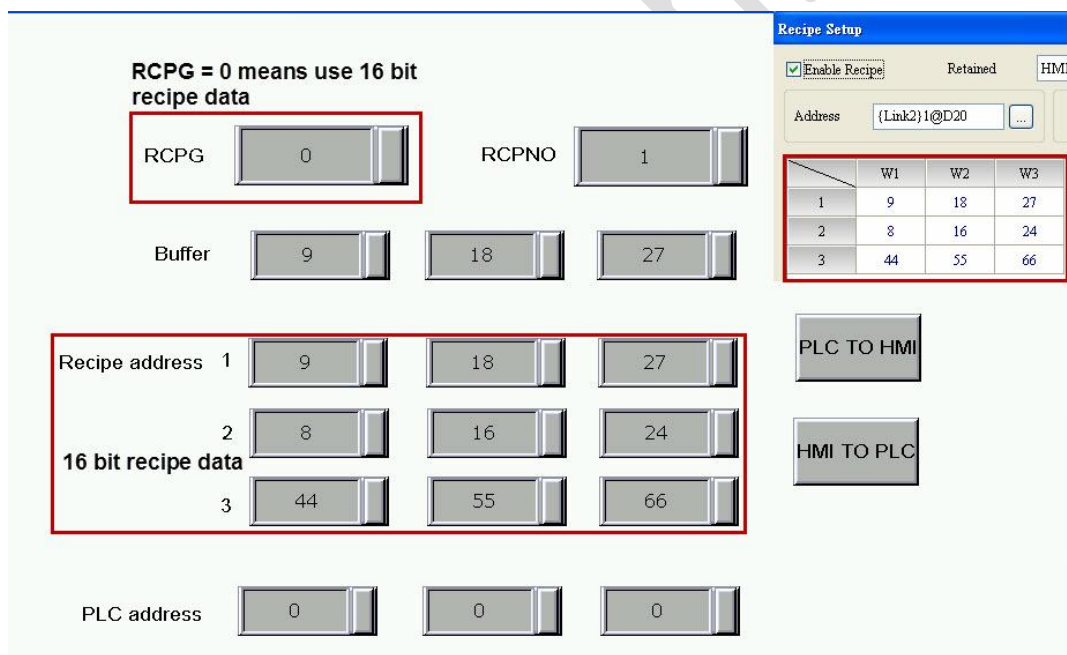 Recipe Setup
RCPG = 0 means use 16 bit
recipe data
Enable Recipe Retained HMI
Address {Link2}1@D20 ...
RCPG 0 RCPNO 1
W1 W2 W3
1 9 18 27
2 8 16 24
3 44 55 66
Buffer 9 18 27
Recipe address 1 9 18 27
2 8 16 24
16 bit recipe data
3 44 55 66
PLC TO HMI
HMI TO PLC
PLC address 0 0 0